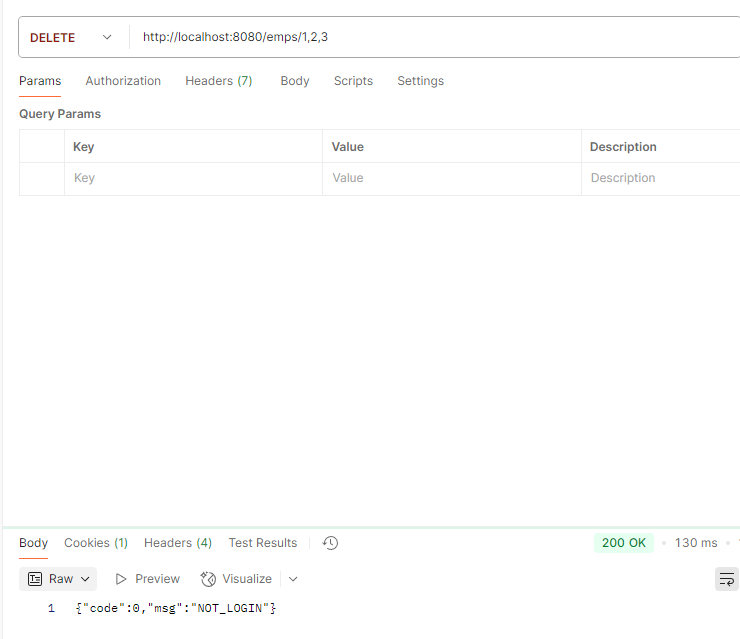 DELETE http://localhost:8080/emps/1,2,3
Params Authorization Headers (7) Body Scripts Settings
Query Params
Key Value Description
Key Value Description
Body Cookies (1) Headers (4) Test Results 200 OK 130 ms
Raw Preview Visualize
1 {"code":0,"msg":"NOT_LOGIN"}